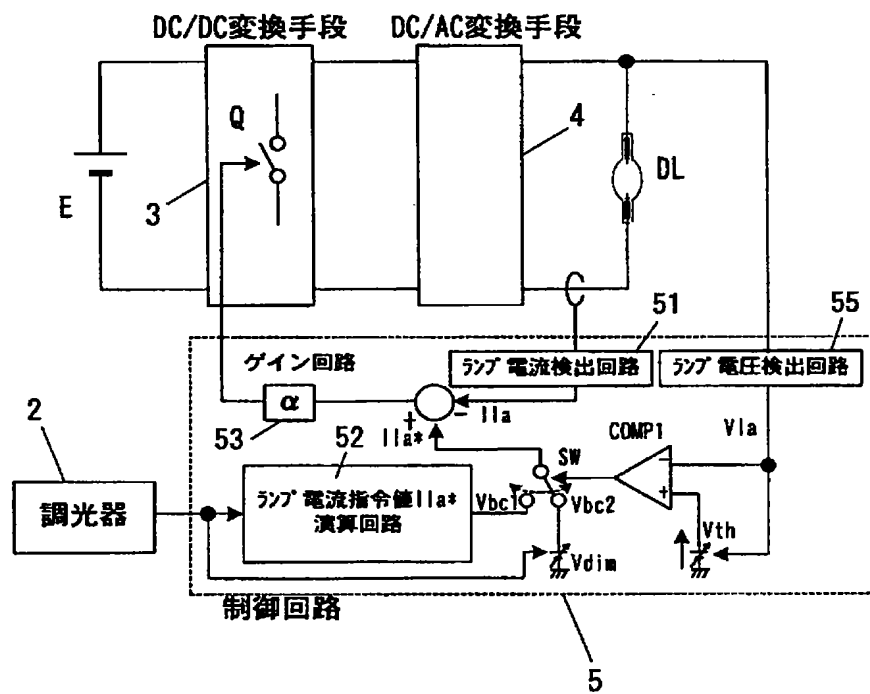 DC/DC変換手段 DC/AC変換手段
Q
4
E
3
DL
51
55
ゲイン回路
ランプ電流検出回路
ランプ電圧検出回路
α
+
-
Ila
Ila*
53
COMP1
Vla
2
52
SW
-
+
調光器
ランプ電流指令値Ila*
演算回路
Vbc1
Vbc2
Vth
Vdim
制御回路
5